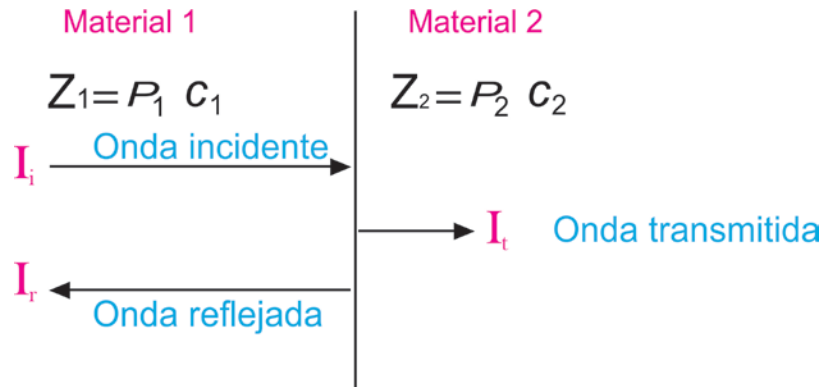 Material 1
Material 2
Z1 = P1 c1
Z2 = P2 c2
Onda incidente
Ii
It Onda transmitida
Ir
Onda reflejada